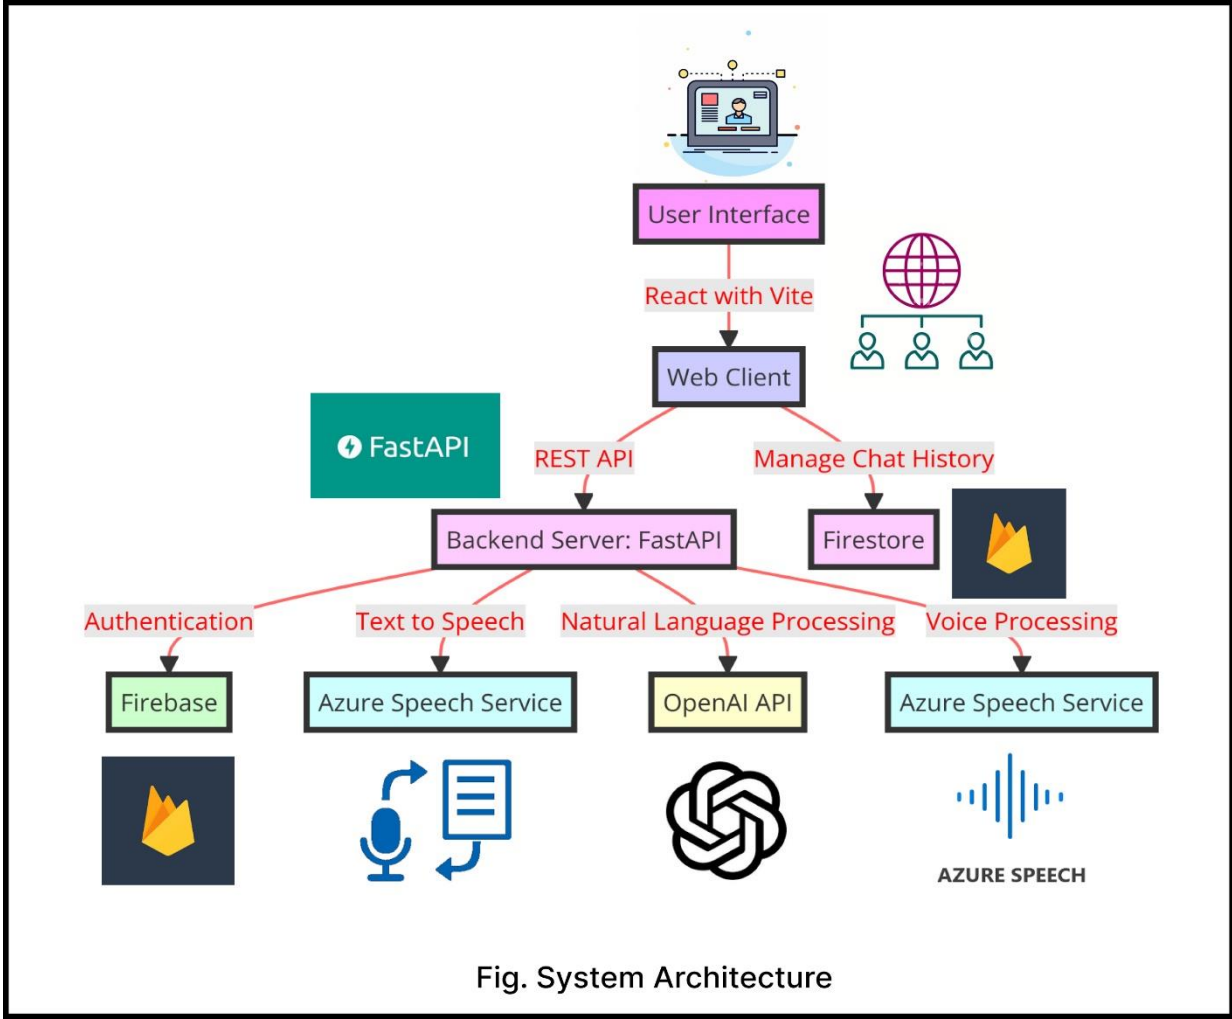 User Interface
React with Vite
Web Client
FastAPI
REST API
Manage Chat History
Backend Server: FastAPI
Firestore
Authentication
Text to Speech
Natural Language Processing
Voice Processing
Firebase
Azure Speech Service
OpenAI API
Azure Speech Service
AZURE SPEECH
Fig. System Architecture